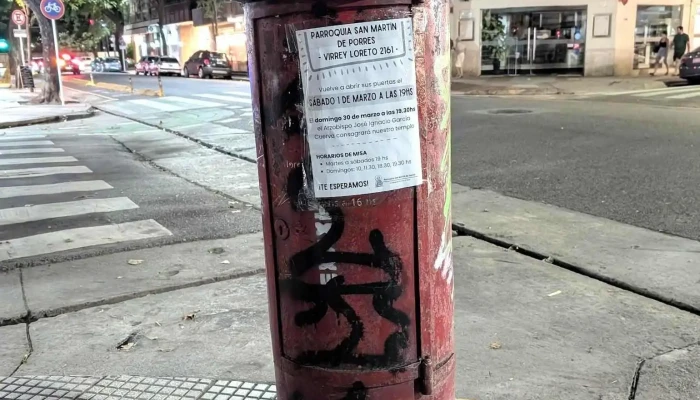 PARROQUIA SAN MARTIN
DE PORRES
- VIRREY LORETO 2161 -
Vuelve a abrir sus puertas el
SÁBADO 1 DE MARZO A LAS 19HS
El domingo 30 de marzo a las 19.30hs
el Arzobispo Jorge Ignacio García
Cuerva consagrará nuestro templo
HORARIOS DE MISA
• Martes a sábados 19 hs
• Domingos: 10, 11.30, 18.30, 19.30 hs
¡TE ESPERAMOS!